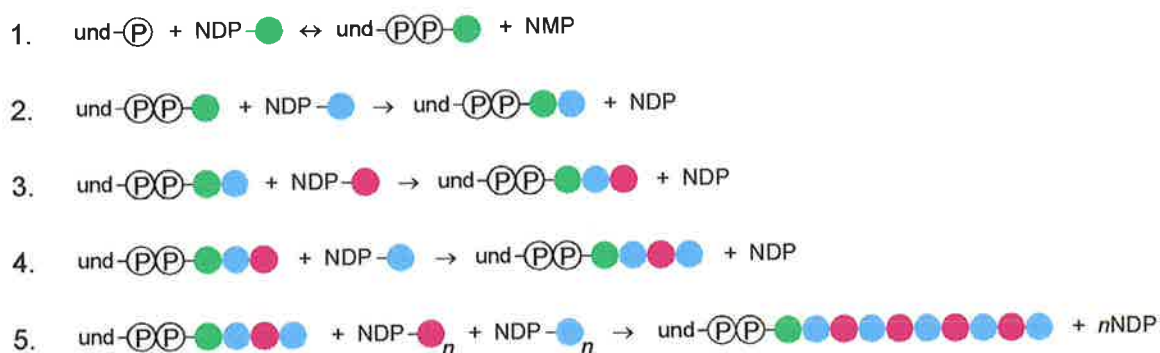 1. und-PP + NDP- ↔ und-PP- + NMP
2. und-PP- + NDP- → und-PP- + NDP
3. und-PP- + NDP- → und-PP- + NDP
4. und-PP- + NDP- → und-PP- + NDP
5. und-PP- + NDP- n + NDP- n → und-PP- + nNDP